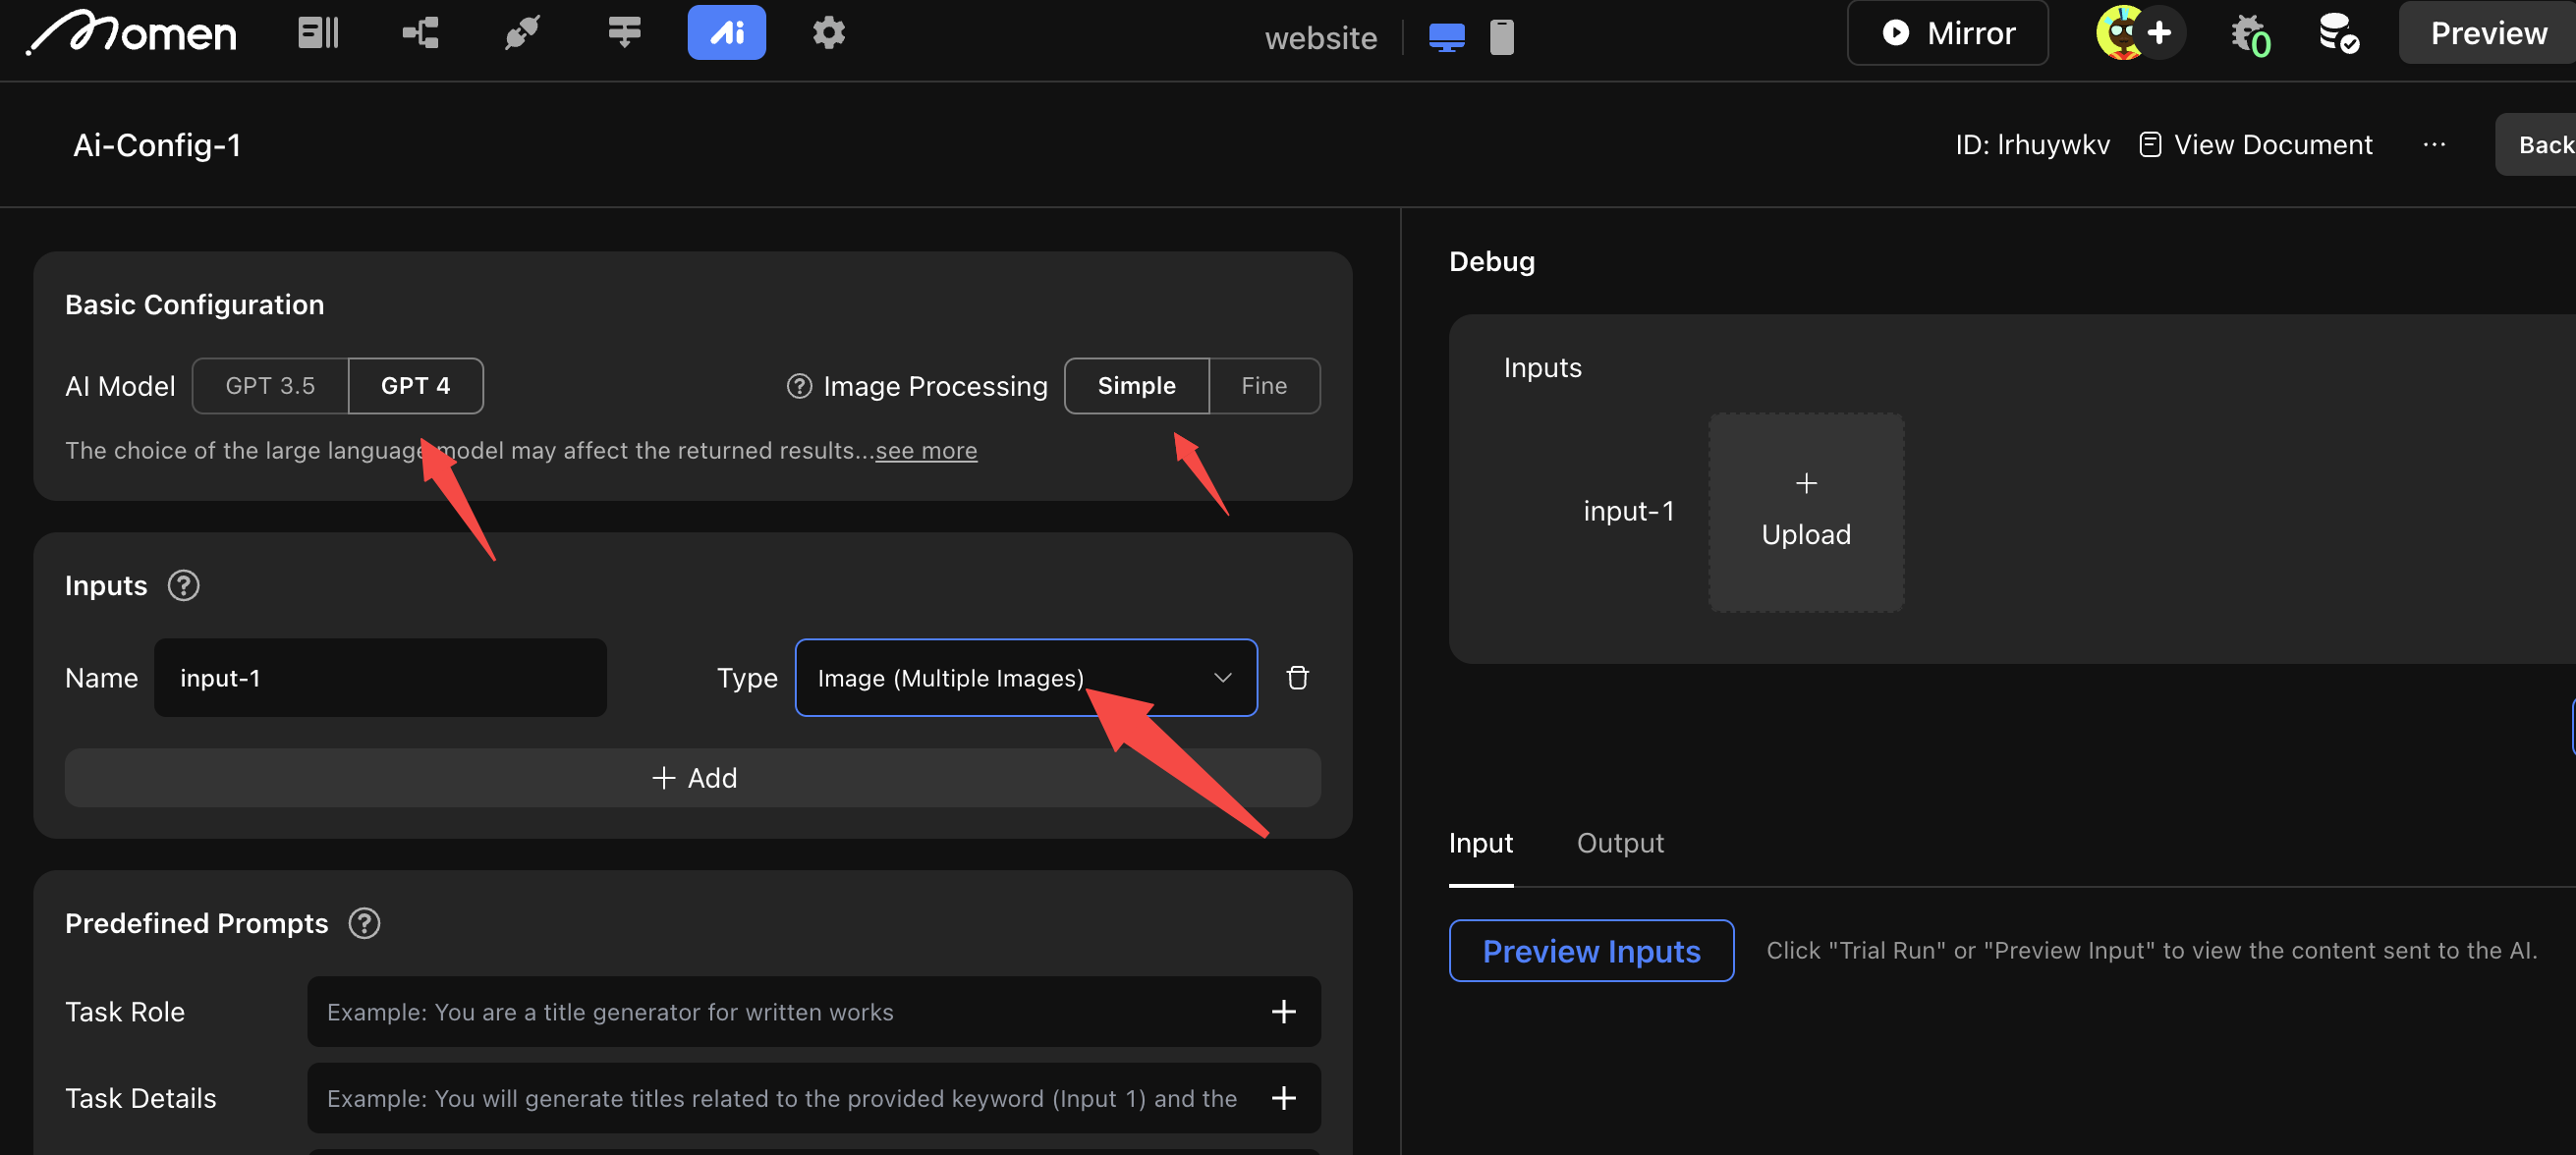 Momen
Ai
website
Mirror
0
Preview
Ai-Config-1
ID: lrhuywkv
View Document
...
Back
Basic Configuration
AI Model
GPT 3.5
GPT 4
Image Processing
Simple
Fine
The choice of the large language model may affect the returned results...see more
Inputs
Name
input-1
Type
Image (Multiple Images)
+ Add
Predefined Prompts
Task Role
Example: You are a title generator for written works
Task Details
Example: You will generate titles related to the provided keyword (Input 1) and the
Debug
Inputs
input-1
+
Upload
Input
Output
Preview Inputs
Click "Trial Run" or "Preview Input" to view the content sent to the AI.